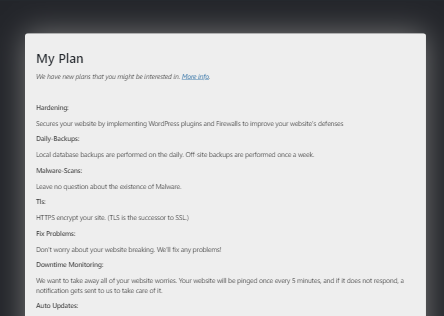 My Plan
We have new plans that you might be interested in. More info.
Hardening:
Secures your website by implementing WordPress plugins and Firewalls to improve your website's defenses
Daily-Backups:
Local database backups are performed on the daily. Off-site backups are performed once a week.
Malware-Scans:
Leave no question about the existence of Malware.
Tls:
HTTPS encrypt your site. (TLS is the successor to SSL.)
Fix Problems:
Don't worry about your website breaking. We'll fix any problems!
Downtime Monitoring:
We want to take away all of your website worries. Your website will be pinged once every 5 minutes, and if it does not respond, a
notification gets sent to us to take care of it.
Auto Updates: